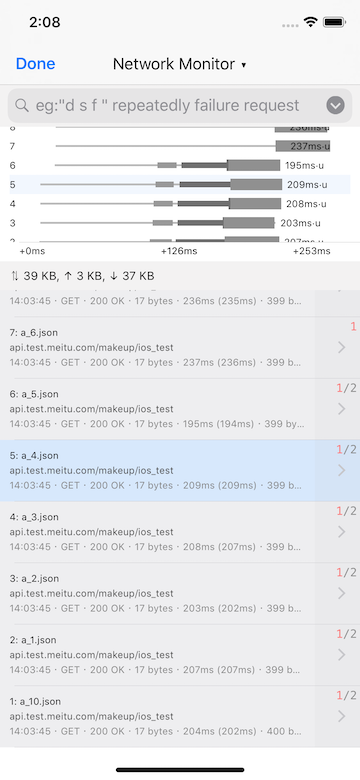 2:08
Done
Network Monitor ▾
eg:"d s f " repeatedly failure request
8
236ms·u
7
237ms·u
6
195ms·u
5
209ms·u
4
208ms·u
3
203ms·u
2
207ms·u
+0ms +126ms +253ms
⇅ 39 KB, ↑ 3 KB, ↓ 37 KB
14:03:45 · GET · 200 OK · 17 bytes · 236ms (235ms) · 399 b...
7: a_6.json
1
api.test.meitu.com/makeup/ios_test
14:03:45 · GET · 200 OK · 17 bytes · 237ms (236ms) · 399 b...
6: a_5.json
1/2
api.test.meitu.com/makeup/ios_test
14:03:45 · GET · 200 OK · 17 bytes · 195ms (194ms) · 399 by...
5: a_4.json
1/2
api.test.meitu.com/makeup/ios_test
14:03:45 · GET · 200 OK · 17 bytes · 209ms (209ms) · 399 b...
4: a_3.json
1/2
api.test.meitu.com/makeup/ios_test
14:03:45 · GET · 200 OK · 17 bytes · 208ms (207ms) · 399 b...
3: a_2.json
1/2
api.test.meitu.com/makeup/ios_test
14:03:45 · GET · 200 OK · 17 bytes · 203ms (202ms) · 399 b...
2: a_1.json
1/2
api.test.meitu.com/makeup/ios_test
14:03:45 · GET · 200 OK · 17 bytes · 207ms (207ms) · 399 b...
1: a_10.json
1/2
api.test.meitu.com/makeup/ios_test
14:03:45 · GET · 200 OK · 17 bytes · 204ms (202ms) · 400 b...